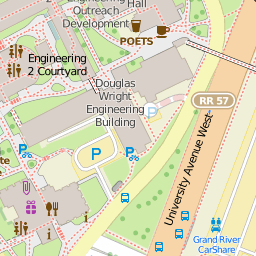 Engineering
Outreach
Development
Hall
POETS
Engineering
2 Courtyard
Douglas
Wright
Engineering
Building
RR 57
P
P
University Avenue West
Grand River
CarShare
i
i